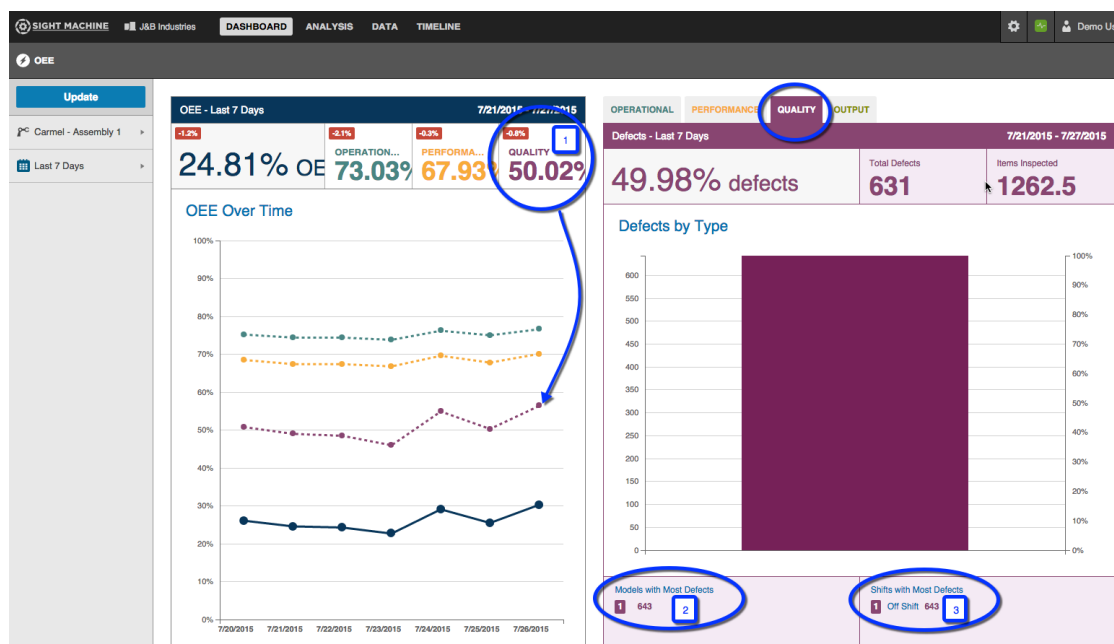 SIGHT MACHINE J&B Industries DASHBOARD ANALYSIS DATA TIMELINE Demo Us
OEE
Update
Carmel - Assembly 1
Last 7 Days
OEE - Last 7 Days 7/21/2015 - 7/27/2015
-1.2% -2.1% -0.3% -0.8% 1
OPERATION... PERFORMA... QUALITY
24.81% OE 73.03% 67.93% 50.02%
OEE Over Time
100%
90%
80%
70%
60%
50%
40%
30%
20%
10%
0%
7/20/2015 7/21/2015 7/22/2015 7/23/2015 7/24/2015 7/25/2015 7/26/2015
OPERATIONAL PERFORMANCE QUALITY OUTPUT
Defects - Last 7 Days 7/21/2015 - 7/27/2015
49.98% defects
Total Defects
631
Items Inspected
1262.5
Defects by Type
600
550
500
450
400
350
300
250
200
150
100
50
0
100%
90%
80%
70%
60%
50%
40%
30%
20%
10%
0%
Models with Most Defects
1 643 2
Shifts with Most Defects
1 Off Shift 643 3